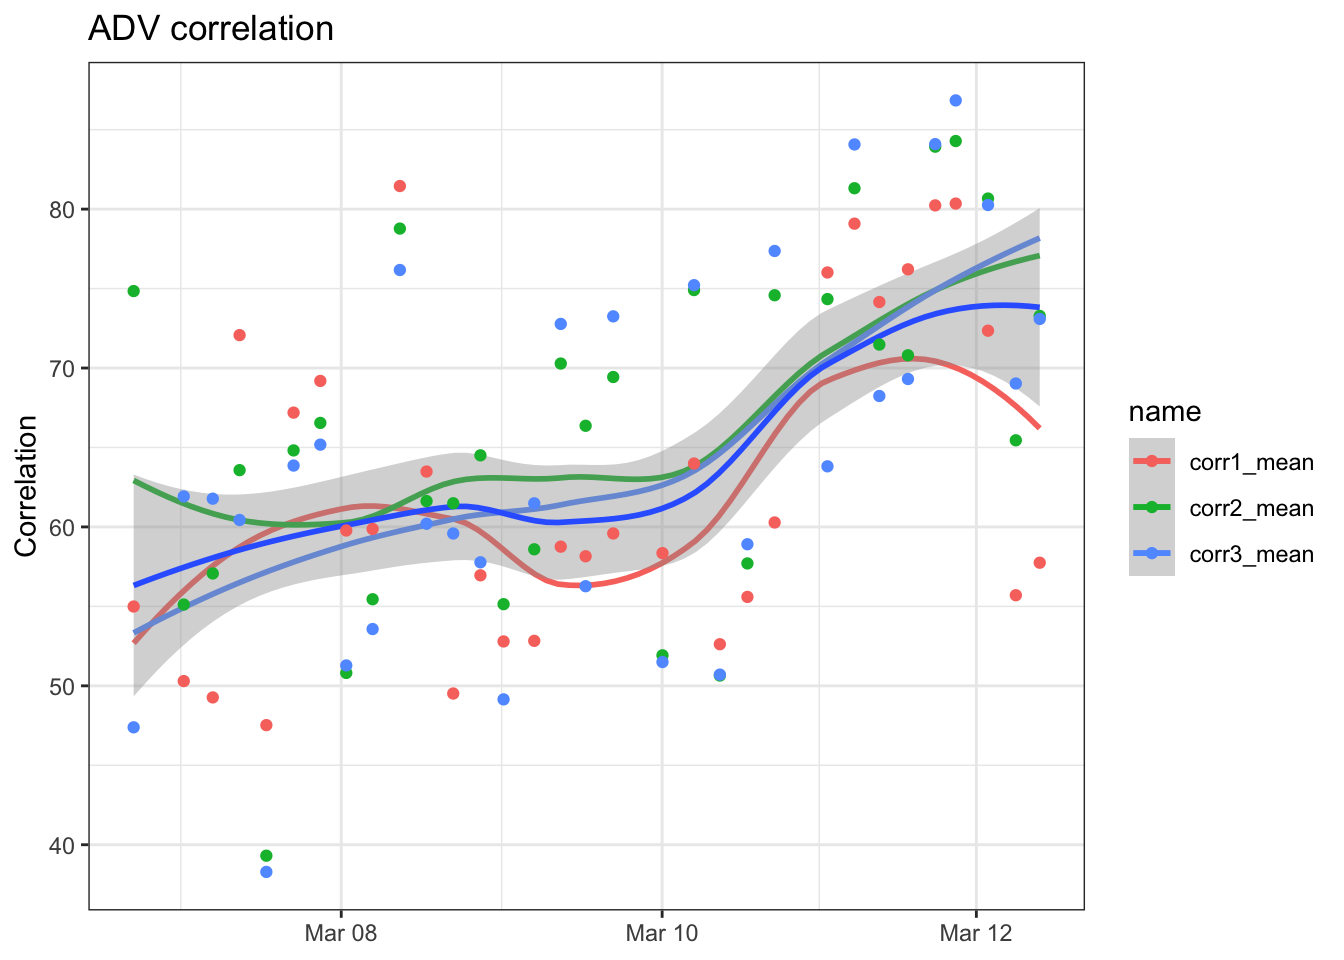 ADV correlation
Correlation
80
70
60
50
40
Mar 08
Mar 10
Mar 12
name
corr1_mean
corr2_mean
corr3_mean